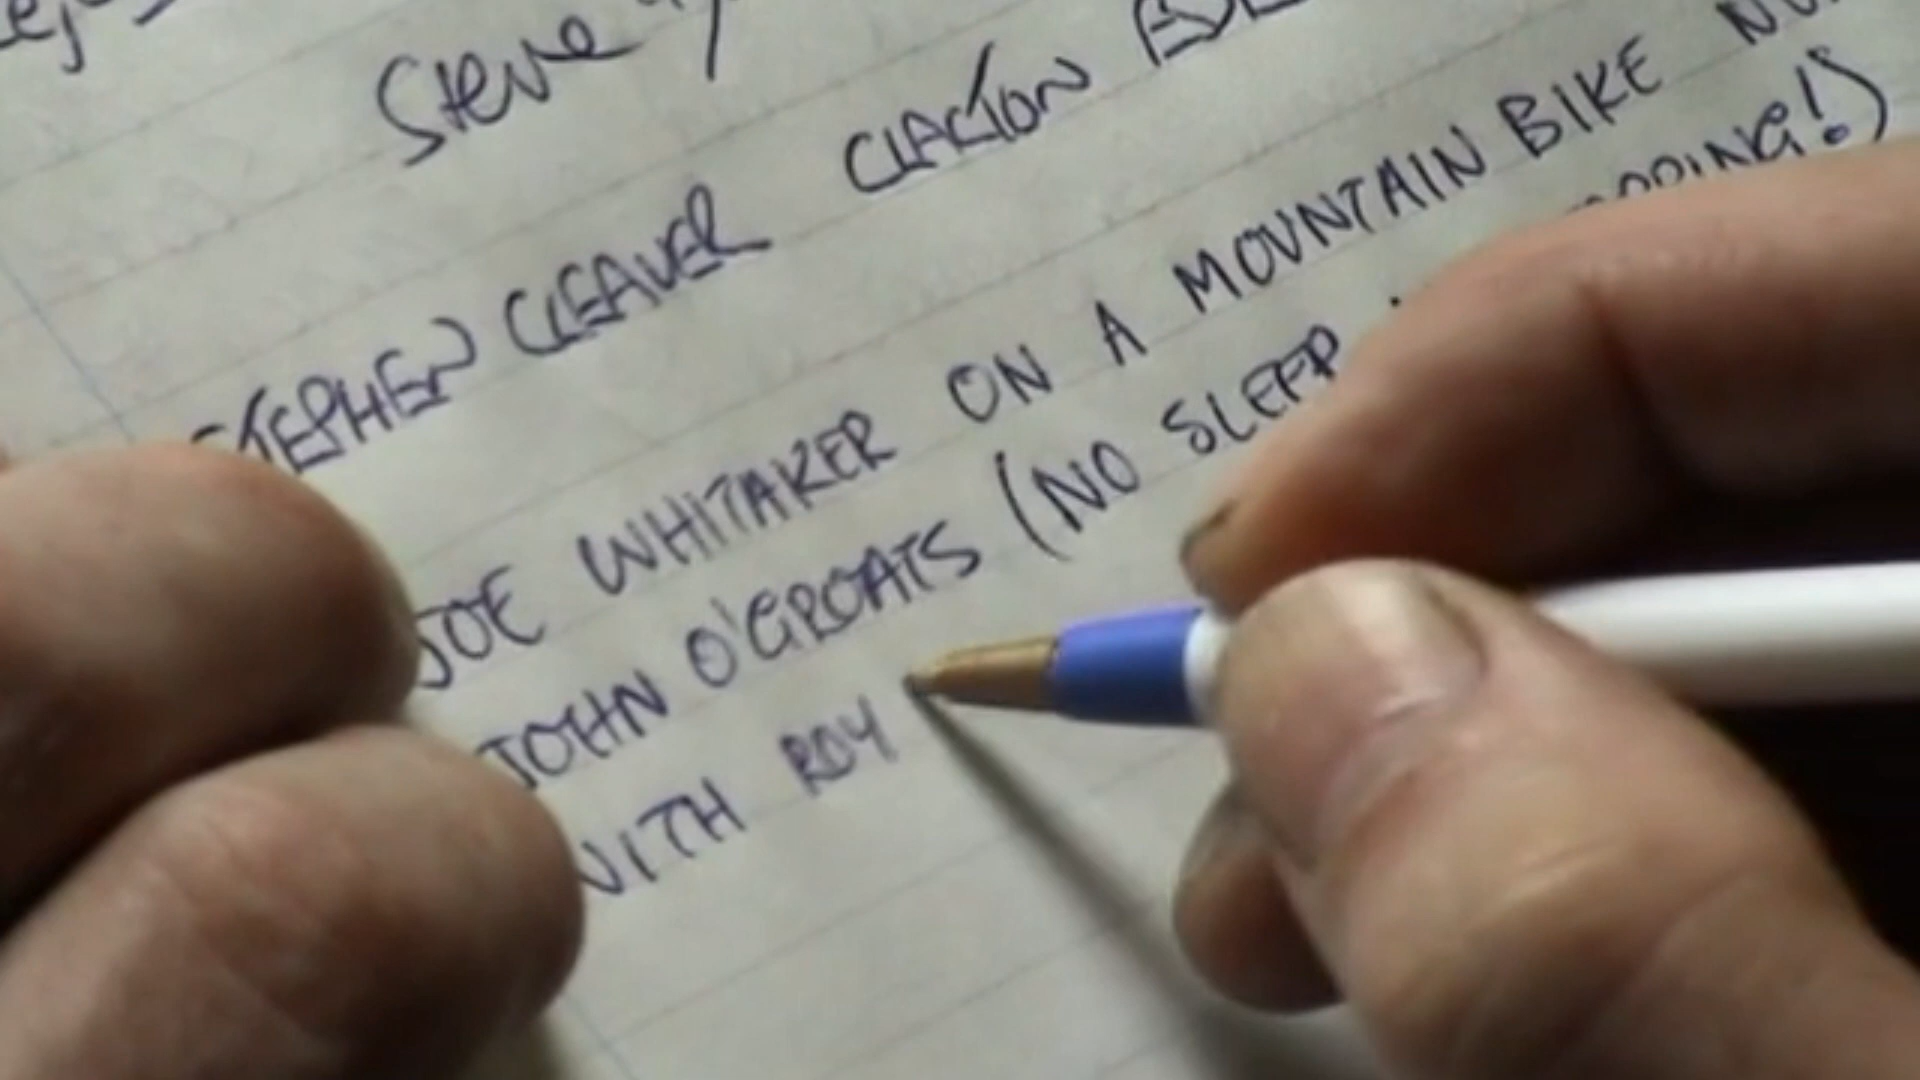 Steve
STEPHEN CLEAVER CLACTON
JOE WHITAKER ON A MOUNTAIN BIKE
JOHN O'GROATS (NO SLEEP
WITH ROY